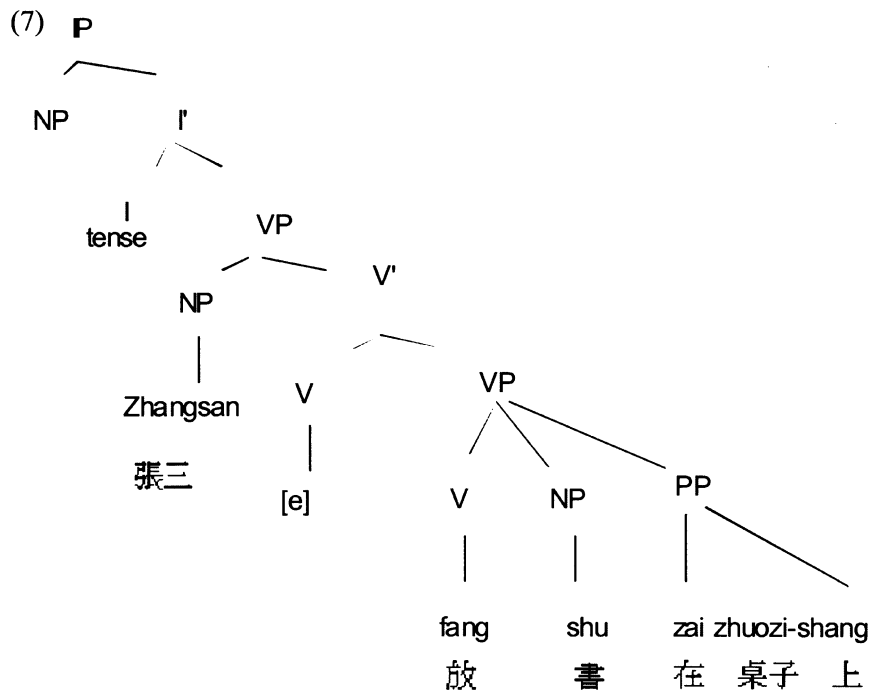 (7) IP
NP I'
I
tense VP
NP V'
Zhangsan V VP
張三
[e] V NP PP
fang shu zai zhuozi-shang
放 書 在 桌子 上